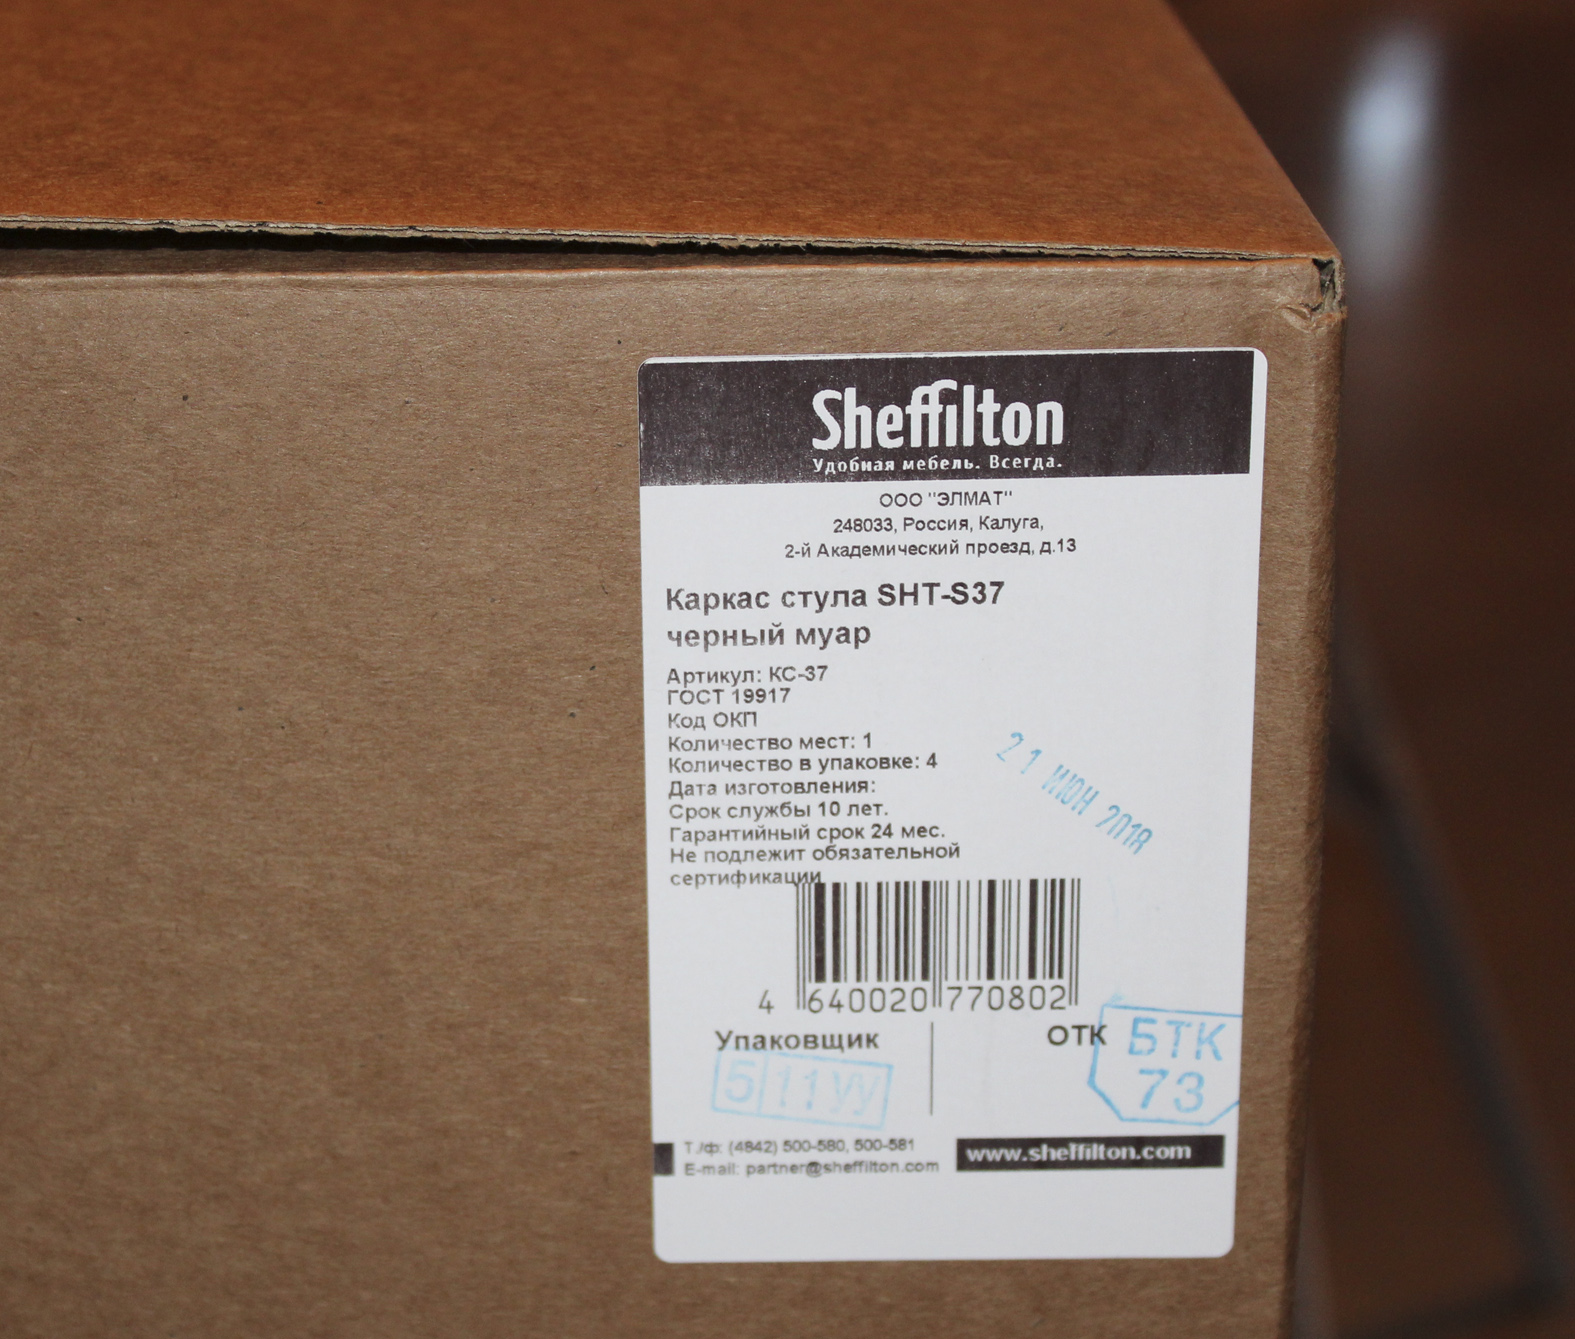 Sheffilton
Удобная мебель. Всегда.
ООО "ЭЛМАТ"
248033, Россия, Калуга,
2-й Академический проезд, д.13
Каркас стула SHT-S37
черный муар
Артикул: КС-37
ГОСТ 19917
Код ОКП
Количество мест: 1
Количество в упаковке: 4
Дата изготовления:
Срок службы 10 лет.
Гарантийный срок 24 мес.
Не подлежит обязательной
сертификации
21 ИЮН 2018
4 640020 770802
Упаковщик
ОТК
БТК
73
5
Т./ф: (4842) 500-580, 500-581
E-mail: partner@sheffilton.com
www.sheffilton.com